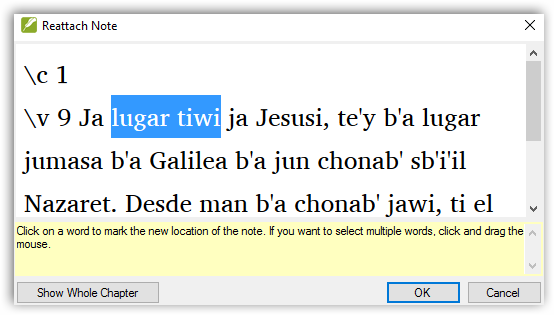 Reattach Note
\c 1
\v 9 Ja lugar tiwi ja Jesusi, te'y b'a lugar
jumasa b'a Galilea b'a jun chonab' sb'i'il
Nazaret. Desde man b'a chonab' jawi, ti el
Click on a word to mark the new location of the note. If you want to select multiple words, click and drag the
mouse.
Show Whole Chapter
OK
Cancel